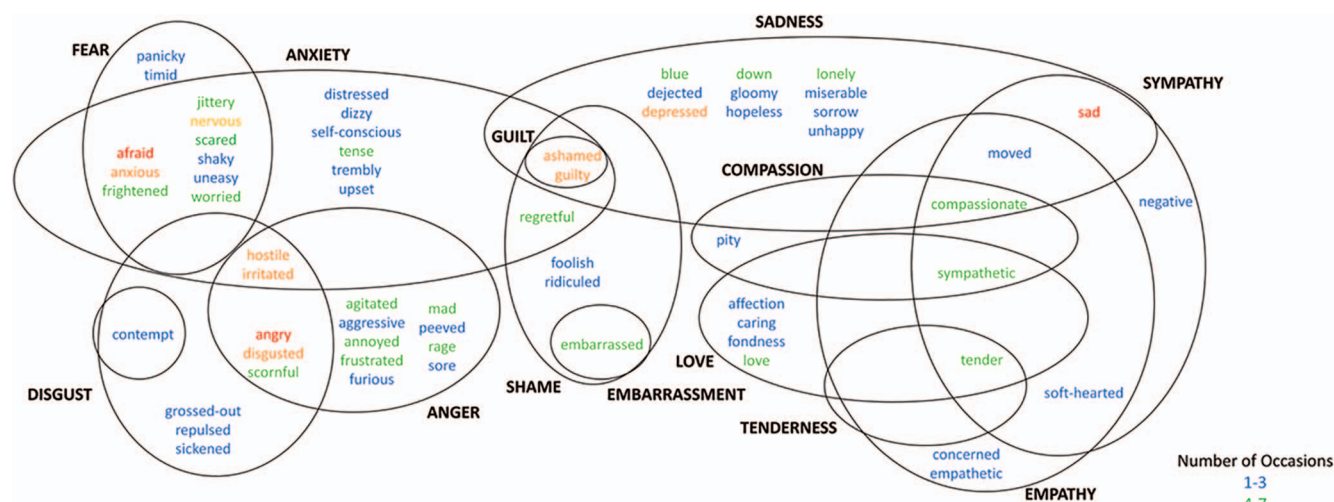 SADNESS
FEAR
ANXIETY
panicky
timid
SYMPATHY
jittery
nervous
scared
shaky
uneasy
worried
afraid
anxious
frightened
distressed
dizzy
self-conscious
tense
trembly
upset
blue
dejected
depressed
down
gloomy
hopeless
lonely
miserable
sorrow
unhappy
sad
GUILT
ashamed
guilty
moved
COMPASSION
compassionate
negative
regretful
pity
hostile
irritated
foolish
ridiculed
sympathetic
contempt
angry
disgusted
scornful
agitated
aggressive
annoyed
frustrated
furious
mad
peeved
rage
sore
embarrassed
affection
caring
fondness
love
LOVE
tender
DISGUST
SHAME
EMBARRASSMENT
soft-hearted
grossed-out
repulsed
sickened
ANGER
TENDERNESS
concerned
empathetic
EMPATHY
Number of Occasions
1-3